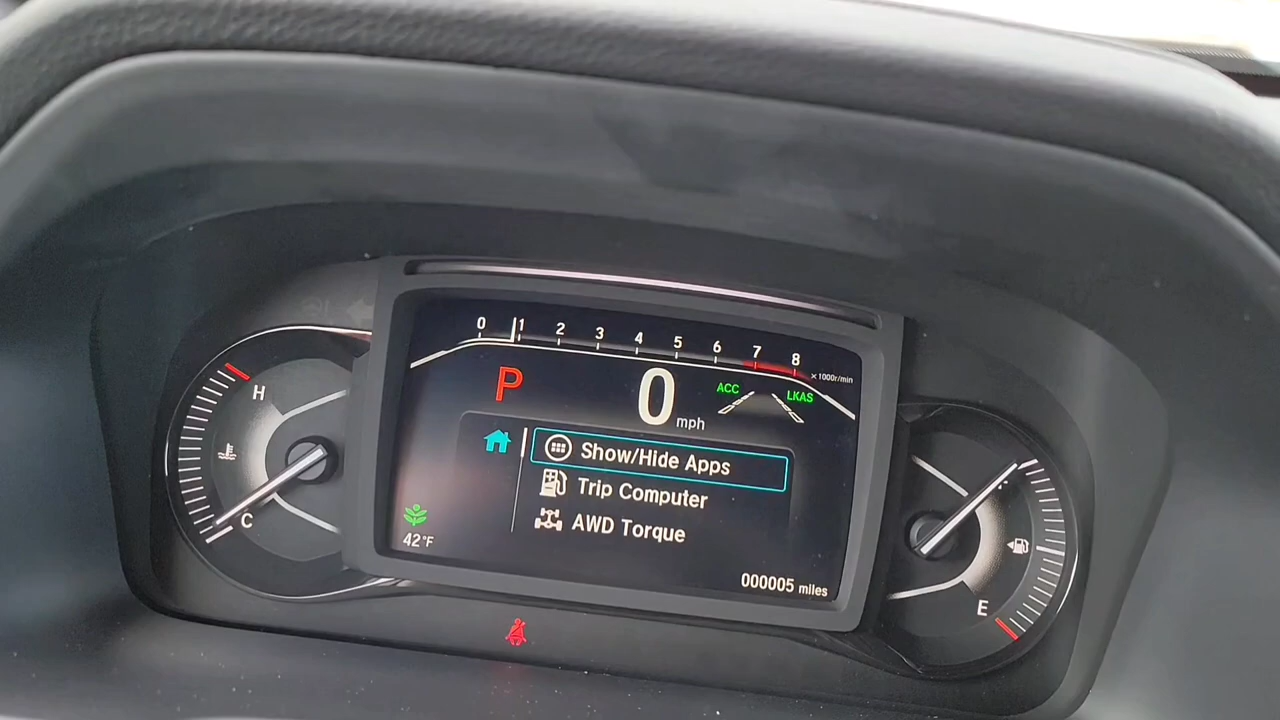 0 1 2 3 4 5 6 7 8
x1000r/min
P
0 mph
ACC
LKAS
H
C
Show/Hide Apps
Trip Computer
AWD Torque
42°F
000005 miles
E